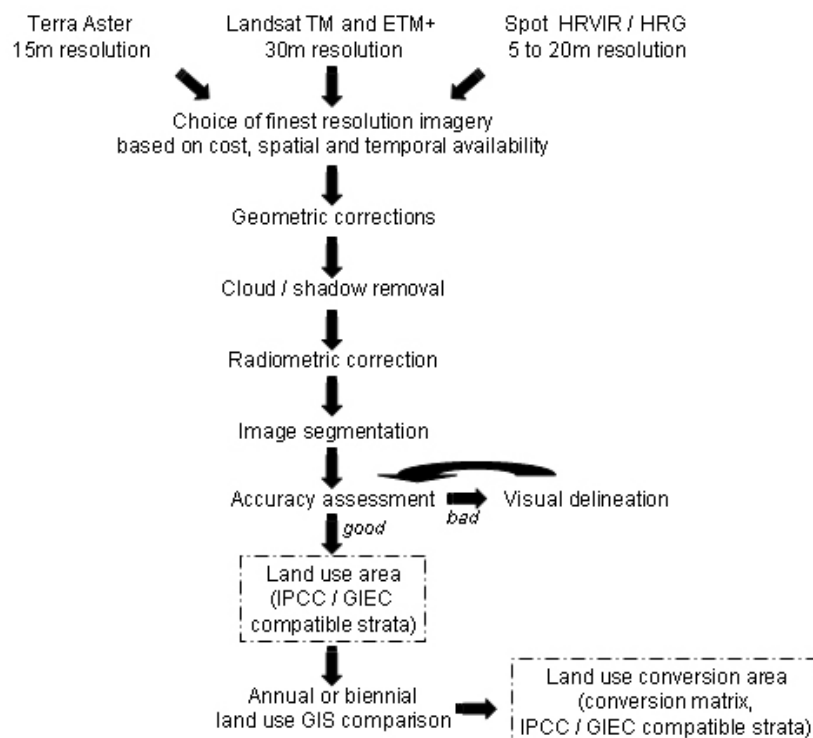 Terra Aster
15m resolution
Landsat TM and ETM+
30m resolution
Spot HRVIR / HRG
5 to 20m resolution
Choice of finest resolution imagery
based on cost, spatial and temporal availability
Geometric corrections
Cloud / shadow removal
Radiometric correction
Image segmentation
Accuracy assessment
bad
Visual delineation
good
Land use area
(IPCC / GIEC
compatible strata)
Annual or biennial
land use GIS comparison
Land use conversion area
(conversion matrix,
IPCC / GIEC compatible strata)